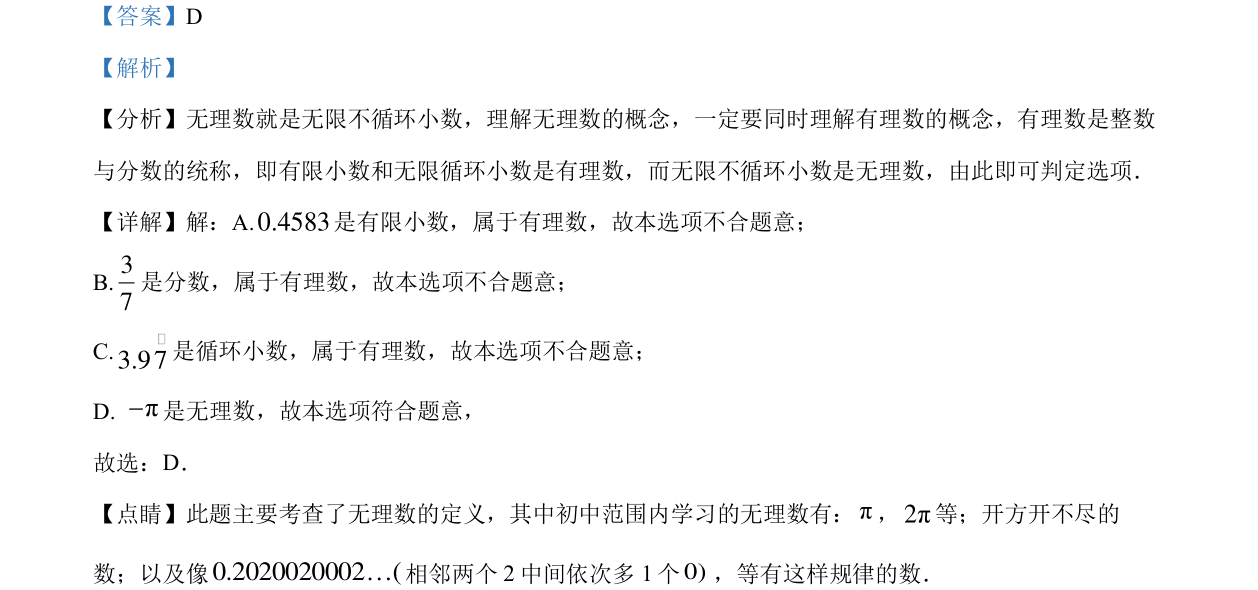 【答案】D
【解析】
【分析】无理数就是无限不循环小数，理解无理数的概念，一定要同时理解有理数的概念，有理数是整数
与分数的统称，即有限小数和无限循环小数是有理数，而无限不循环小数是无理数，由此即可判定选项．
【详解】解：A. 0.4583 是有限小数，属于有理数，故本选项不合题意；
B. 3/7 是分数，属于有理数，故本选项不合题意；
C. 3.97 是循环小数，属于有理数，故本选项不合题意；
D. −π 是无理数，故本选项符合题意，
故选：D．
【点睛】此题主要考查了无理数的定义，其中初中范围内学习的无理数有：π，2π 等；开方开不尽的
数；以及像 0.2020020002…(相邻两个 2 中间依次多 1 个 0)，等有这样规律的数．